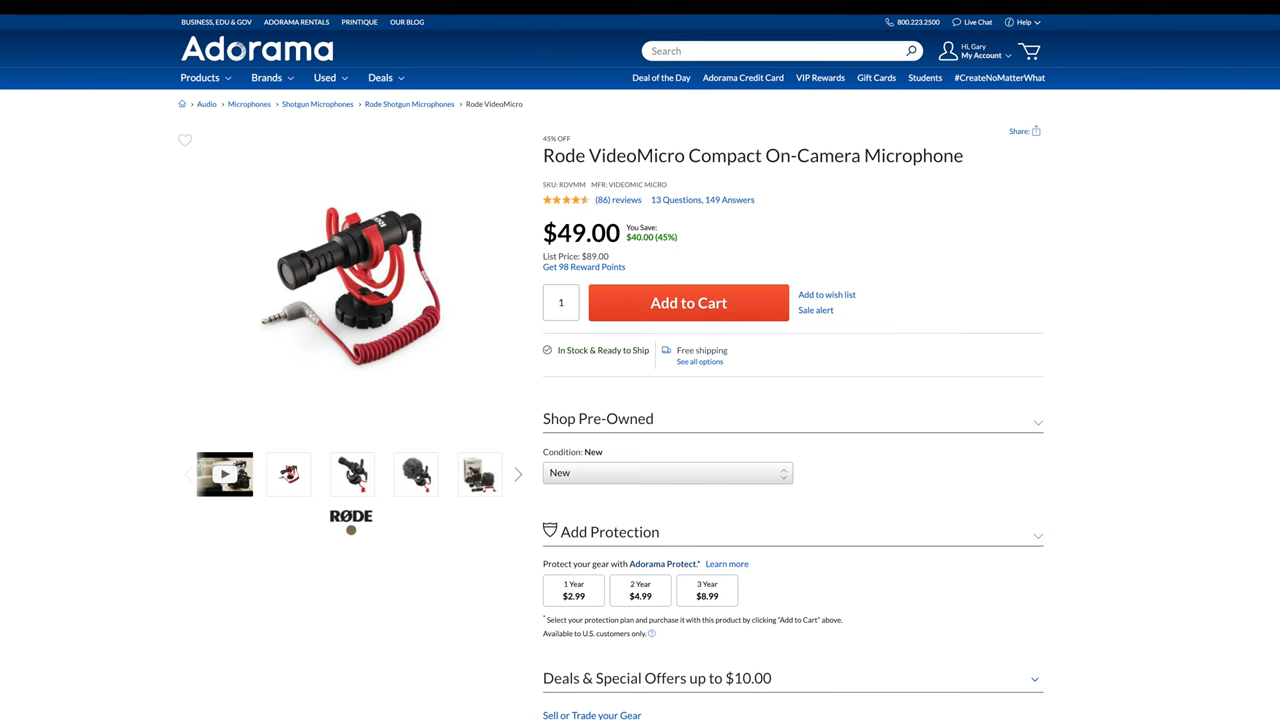 BUSINESS, EDU & GOV ADORAMA RENTALS PRINTIQUE OUR BLOG 800.223.2500 Live Chat Help
Adorama Search Hi, Gary
My Account
Products Brands Used Deals Deal of the Day Adorama Credit Card VIP Rewards Gift Cards Students #CreateNoMatterWhat
Audio > Microphones > Shotgun Microphones > Rode Shotgun Microphones > Rode VideoMicro
Share:
45% OFF
Rode VideoMicro Compact On-Camera Microphone
SKU: RDVMM MFR: VIDEOMIC MICRO
(86) reviews 13 Questions, 149 Answers
$49.00 You Save:
$40.00 (45%)
List Price: $89.00
Get 98 Reward Points
1 Add to Cart Add to wish list
Sale alert
In Stock & Ready to Ship Free shipping
See all options
Shop Pre-Owned
Condition: New
New
RØDE
Add Protection
Protect your gear with Adorama Protect.* Learn more
1 Year 2 Year 3 Year
$2.99 $4.99 $8.99
* Select your protection plan and purchase it with this product by clicking "Add to Cart" above.
Available to U.S. customers only.
Deals & Special Offers up to $10.00
Sell or Trade your Gear